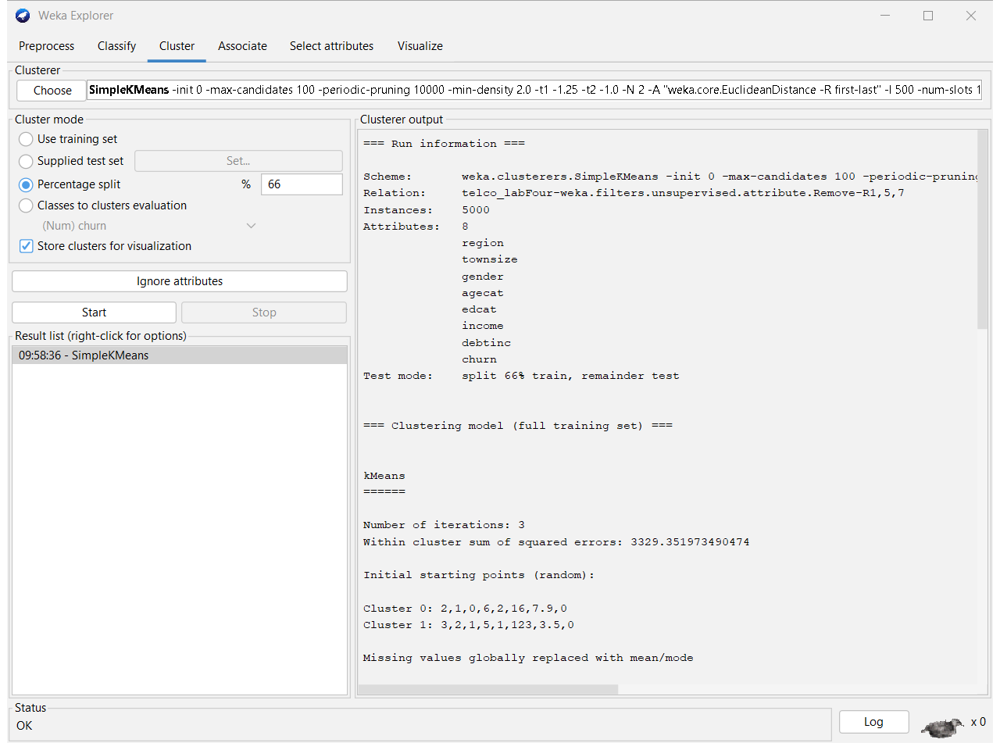 Weka Explorer
Preprocess Classify Cluster Associate Select attributes Visualize
Clusterer
Choose SimpleKMeans -init 0 -max-candidates 100 -periodic-pruning 10000 -min-density 2.0 -t1 -1.25 -t2 -1.0 -N 2 -A "weka.core.EuclideanDistance -R first-last" -I 500 -num-slots 1
Cluster mode
Use training set
Supplied test set Set...
Percentage split % 66
Classes to clusters evaluation
(Num) churn
Store clusters for visualization
Ignore attributes
Start Stop
Result list (right-click for options)
09:58:36 - SimpleKMeans
Clusterer output
=== Run information ===
Scheme: weka.clusterers.SimpleKMeans -init 0 -max-candidates 100 -periodic-pruning
Relation: telco_labFour-weka.filters.unsupervised.attribute.Remove-R1,5,7
Instances: 5000
Attributes: 8
region
townsize
gender
agecat
edcat
income
debtinc
churn
Test mode: split 66% train, remainder test
=== Clustering model (full training set) ===
kMeans
======
Number of iterations: 3
Within cluster sum of squared errors: 3329.351973490474
Initial starting points (random):
Cluster 0: 2,1,0,6,2,16,7.9,0
Cluster 1: 3,2,1,5,1,123,3.5,0
Missing values globally replaced with mean/mode
Status
OK
Log x 0